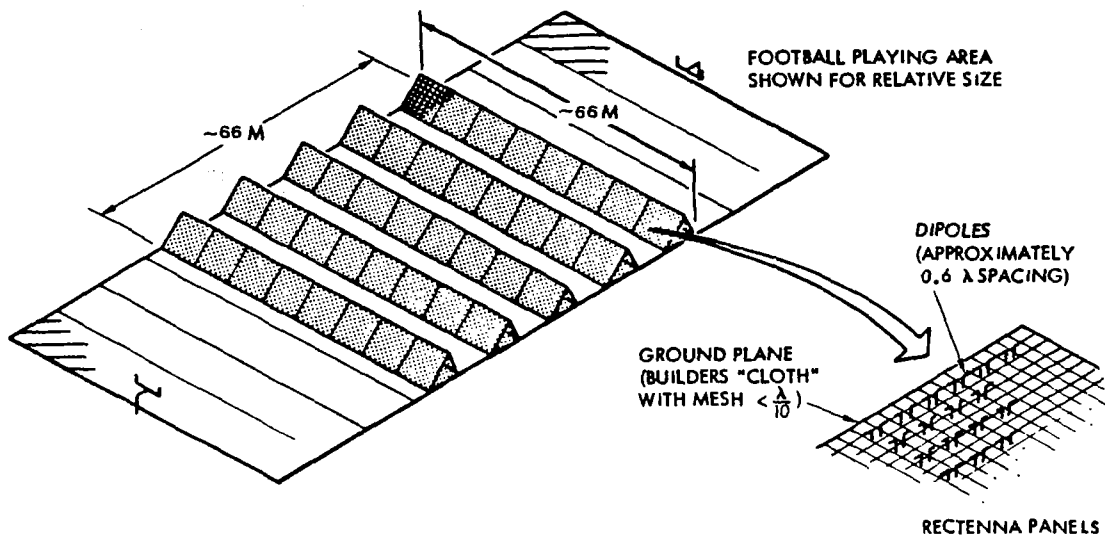 FOOTBALL PLAYING AREA
SHOWN FOR RELATIVE SIZE
~66 M
~66 M
DIPOLES
(APPROXIMATELY
0.6 λ SPACING)
GROUND PLANE
(BUILDERS "CLOTH"
WITH MESH < λ/10)
RECTENNA PANELS